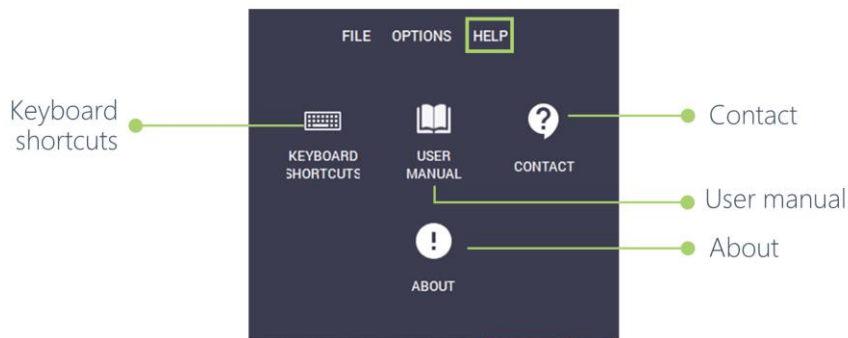 FILE OPTIONS HELP
Keyboard
shortcuts
KEYBOARD
SHORTCUTS
USER
MANUAL
CONTACT
Contact
User manual
ABOUT
About